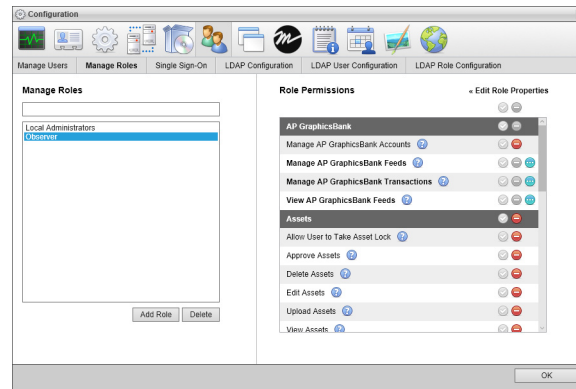 Configuration
Manage Users Manage Roles Single Sign-On LDAP Configuration LDAP User Configuration LDAP Role Configuration
Manage Roles
Local Administrators
Observer
Add Role Delete
Role Permissions « Edit Role Properties
AP GraphicsBank
Manage AP GraphicsBank Accounts ?
Manage AP GraphicsBank Feeds ?
Manage AP GraphicsBank Transactions ?
View AP GraphicsBank Feeds ?
Assets
Allow User to Take Asset Lock ?
Approve Assets ?
Delete Assets ?
Edit Assets ?
Upload Assets ?
View Assets ?
OK